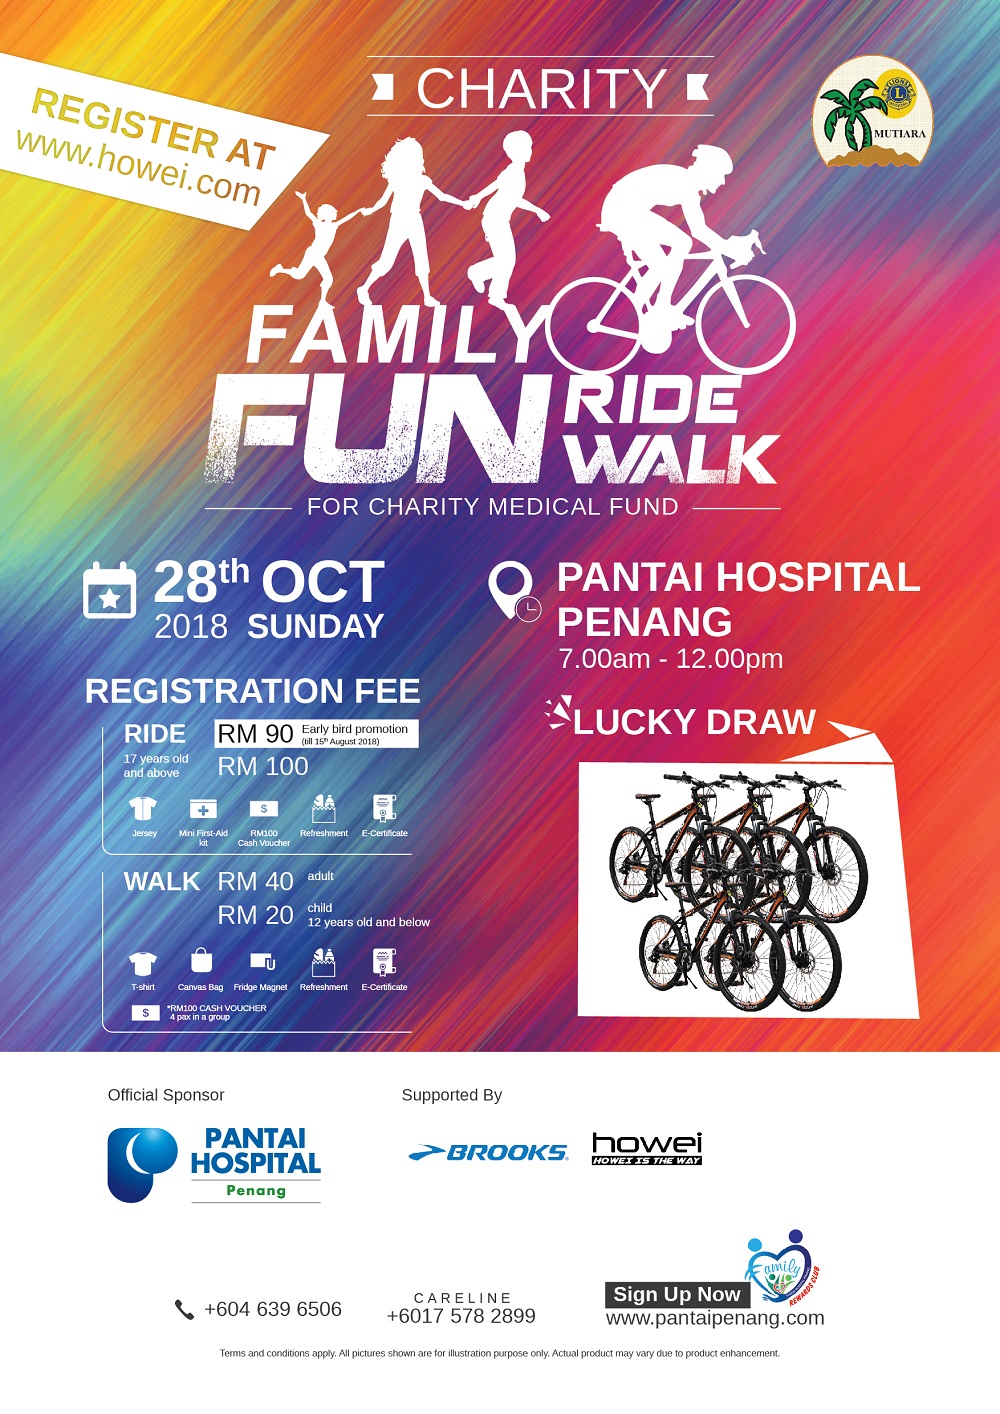 REGISTER AT
www.howei.com
CHARITY
LIONS
L
MUTIARA
FAMILY
FUN RIDE
WALK
FOR CHARITY MEDICAL FUND
28th OCT
2018 SUNDAY
PANTAI HOSPITAL
PENANG
7.00am - 12.00pm
REGISTRATION FEE
RIDE RM 90 Early bird promotion
(till 15th August 2018)
17 years old
and above
RM 100
Jersey
Mini First-Aid
kit
RM100
Cash Voucher
Refreshment
E-Certificate
WALK RM 40 adult
RM 20 child
12 years old and below
T-shirt
Canvas Bag
Fridge Magnet
Refreshment
E-Certificate
$ *RM100 CASH VOUCHER
4 pax in a group
LUCKY DRAW
Official Sponsor
PANTAI
HOSPITAL
Penang
Supported By
BROOKS
howei
HOWEI IS THE WAY
+604 639 6506
CARELINE
+6017 578 2899
Family
REWARDS CLUB
Sign Up Now
www.pantaipenang.com
Terms and conditions apply. All pictures shown are for illustration purpose only. Actual product may vary due to product enhancement.